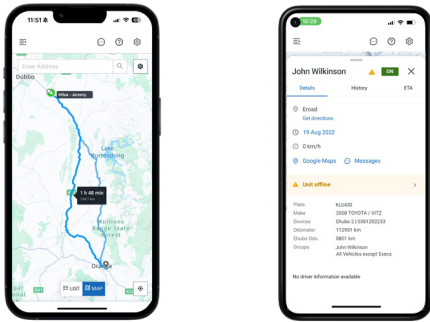 11:51
Enter Address
Dubbo
Hilux - Jeremy
Lake
Burrendong
1 h 48 min
Mullions
Range State
Forest
Orange
LIST
MAP
10:28
John Wilkinson
ON
Details
History
ETA
Eroad
Get directions
19 Aug 2022
0 km/h
Google Maps
Messages
Unit offline
Plate
KUJ430
Make
2008 TOYOTA / VITZ
Devices
Ehubo 2 | 0381202233
Odometer
112901 km
Ehubo Odo.
8801 km
Groups
John Wilkinson
All Vehicles except Execs
No driver information available